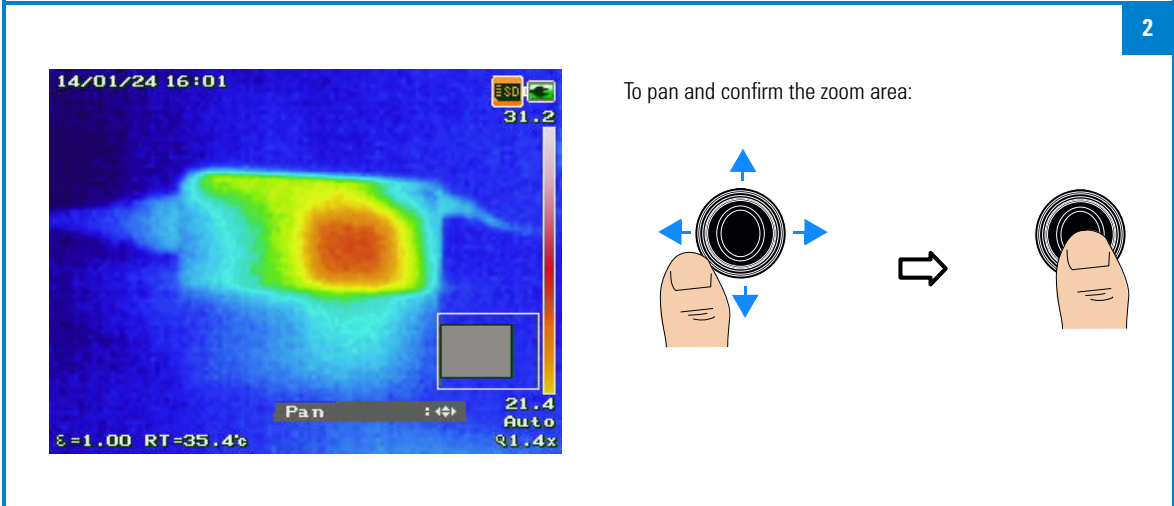 2
14/01/24 16:01
SD
31.2
To pan and confirm the zoom area:
Pan :
21.4
Auto
ε=1.00 RT=35.4℃
1.4x